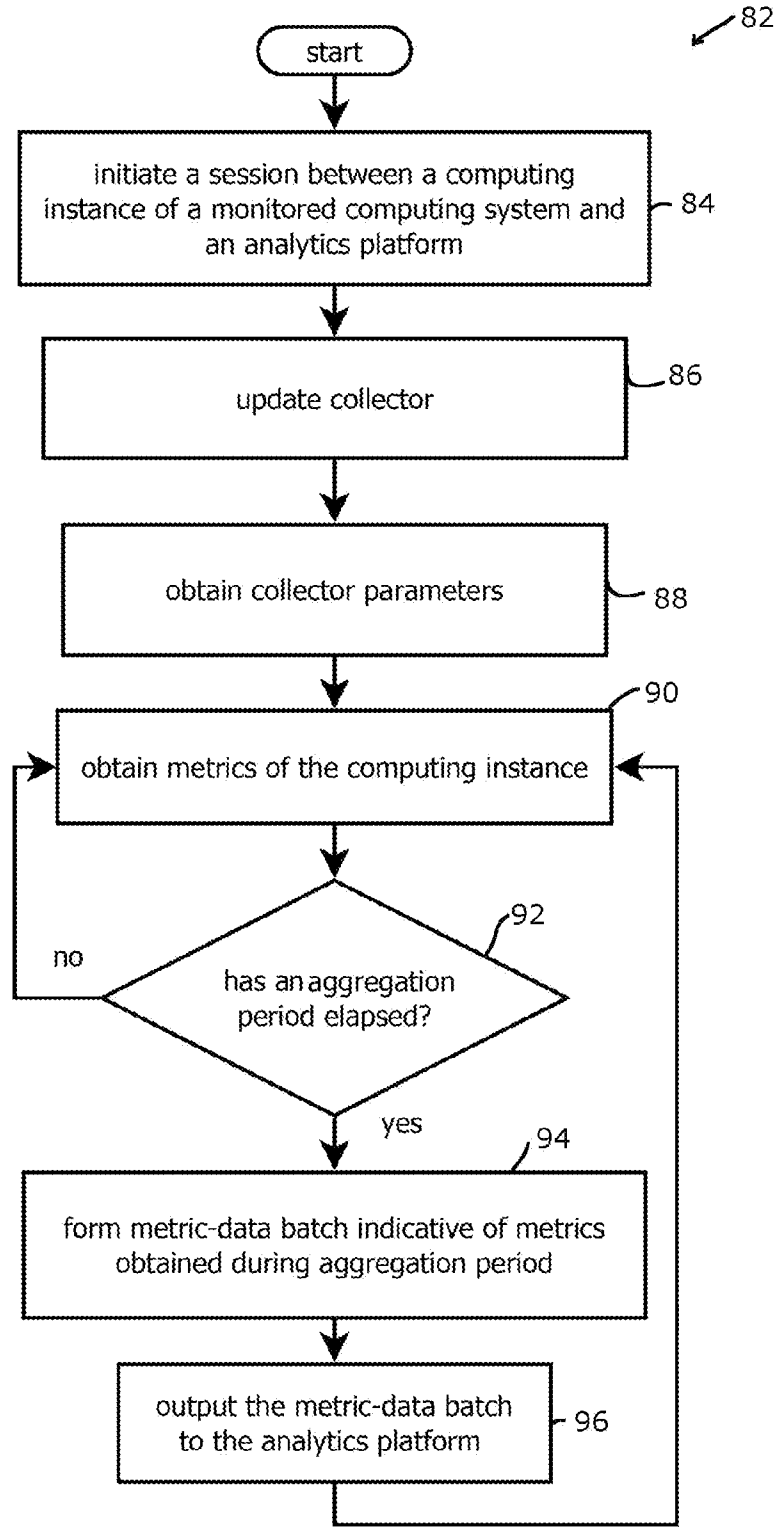 82
start
initiate a session between a computing
instance of a monitored computing system and
an analytics platform
84
update collector
86
obtain collector parameters
88
90
obtain metrics of the computing instance
92
no
has an aggregation
period elapsed?
yes
94
form metric-data batch indicative of metrics
obtained during aggregation period
output the metric-data batch
to the analytics platform
96